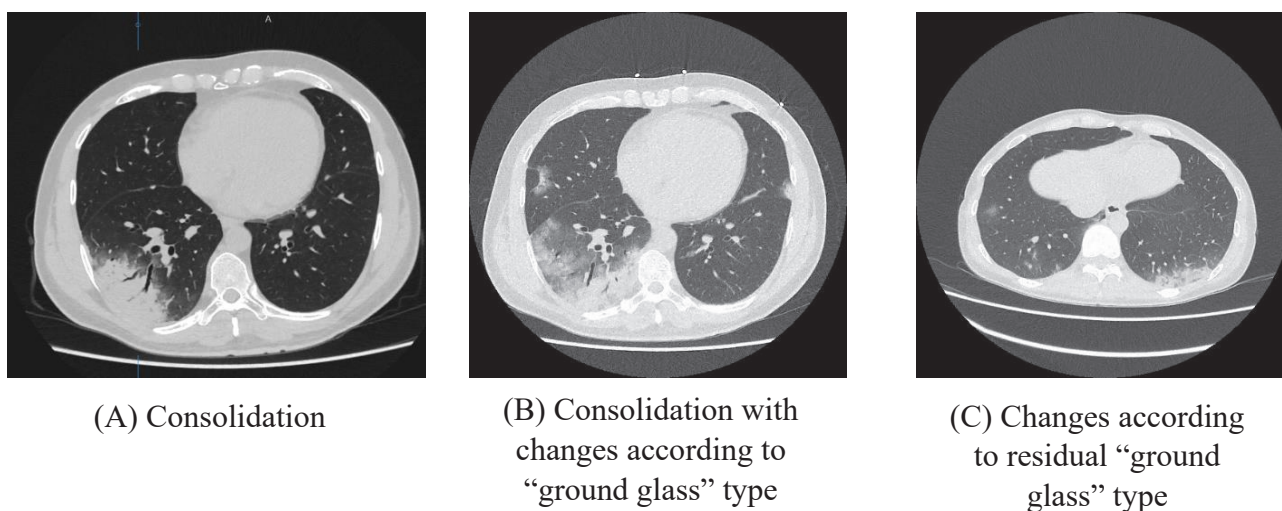 A
(A) Consolidation
(B) Consolidation with
changes according to
“ground glass” type
(C) Changes according
to residual “ground
glass” type